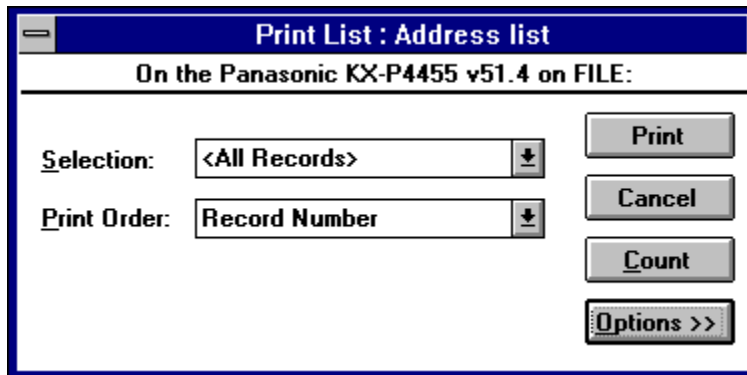 Print List : Address list
On the Panasonic KX-P4455 v51.4 on FILE:
Selection: <All Records> Print
Print Order: Record Number Cancel
Count
Options >>